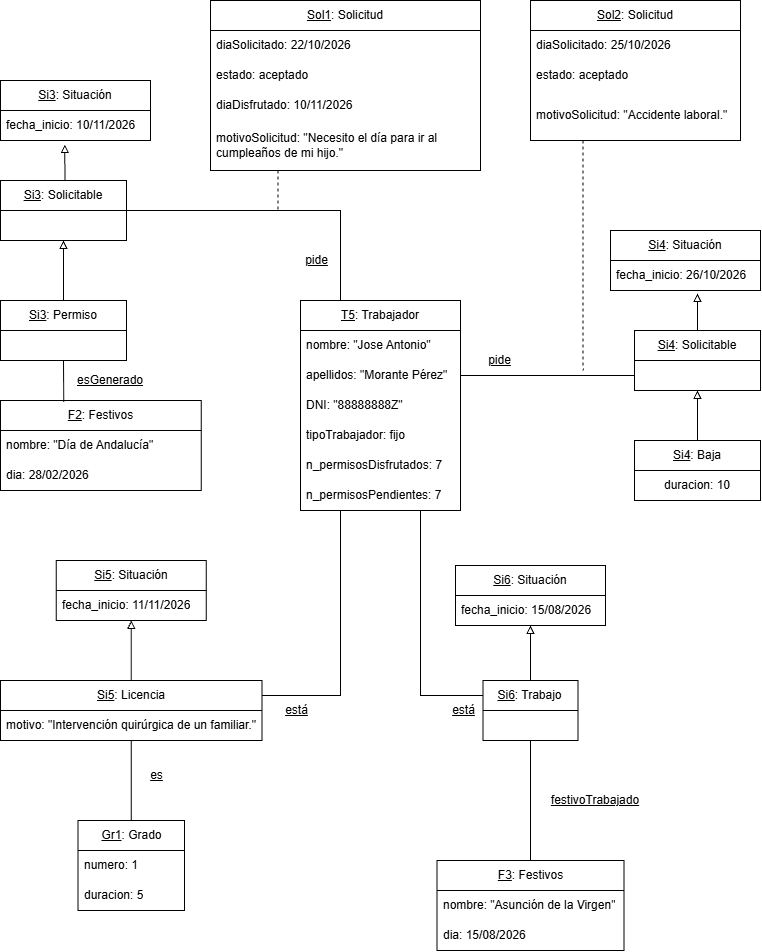 Sol1: Solicitud
diaSolicitado: 22/10/2026
estado: aceptado
diaDisfrutado: 10/11/2026
motivoSolicitud: "Necesito el día para ir al
cumpleaños de mi hijo."
Sol2: Solicitud
diaSolicitado: 25/10/2026
estado: aceptado
motivoSolicitud: "Accidente laboral."
Si3: Situación
fecha_inicio: 10/11/2026
Si3: Solicitable
pide
Si4: Situación
fecha_inicio: 26/10/2026
Si3: Permiso
esGenerado
T5: Trabajador
nombre: "Jose Antonio"
apellidos: "Morante Pérez"
DNI: "88888888Z"
tipoTrabajador: fijo
n_permisosDisfrutados: 7
n_permisosPendientes: 7
pide
Si4: Solicitable
F2: Festivos
nombre: "Día de Andalucía"
dia: 28/02/2026
Si4: Baja
duracion: 10
Si5: Situación
fecha_inicio: 11/11/2026
Si6: Situación
fecha_inicio: 15/08/2026
Si5: Licencia
motivo: "Intervención quirúrgica de un familiar."
está
está
Si6: Trabajo
es
festivoTrabajado
Gr1: Grado
numero: 1
duracion: 5
F3: Festivos
nombre: "Asunción de la Virgen"
dia: 15/08/2026